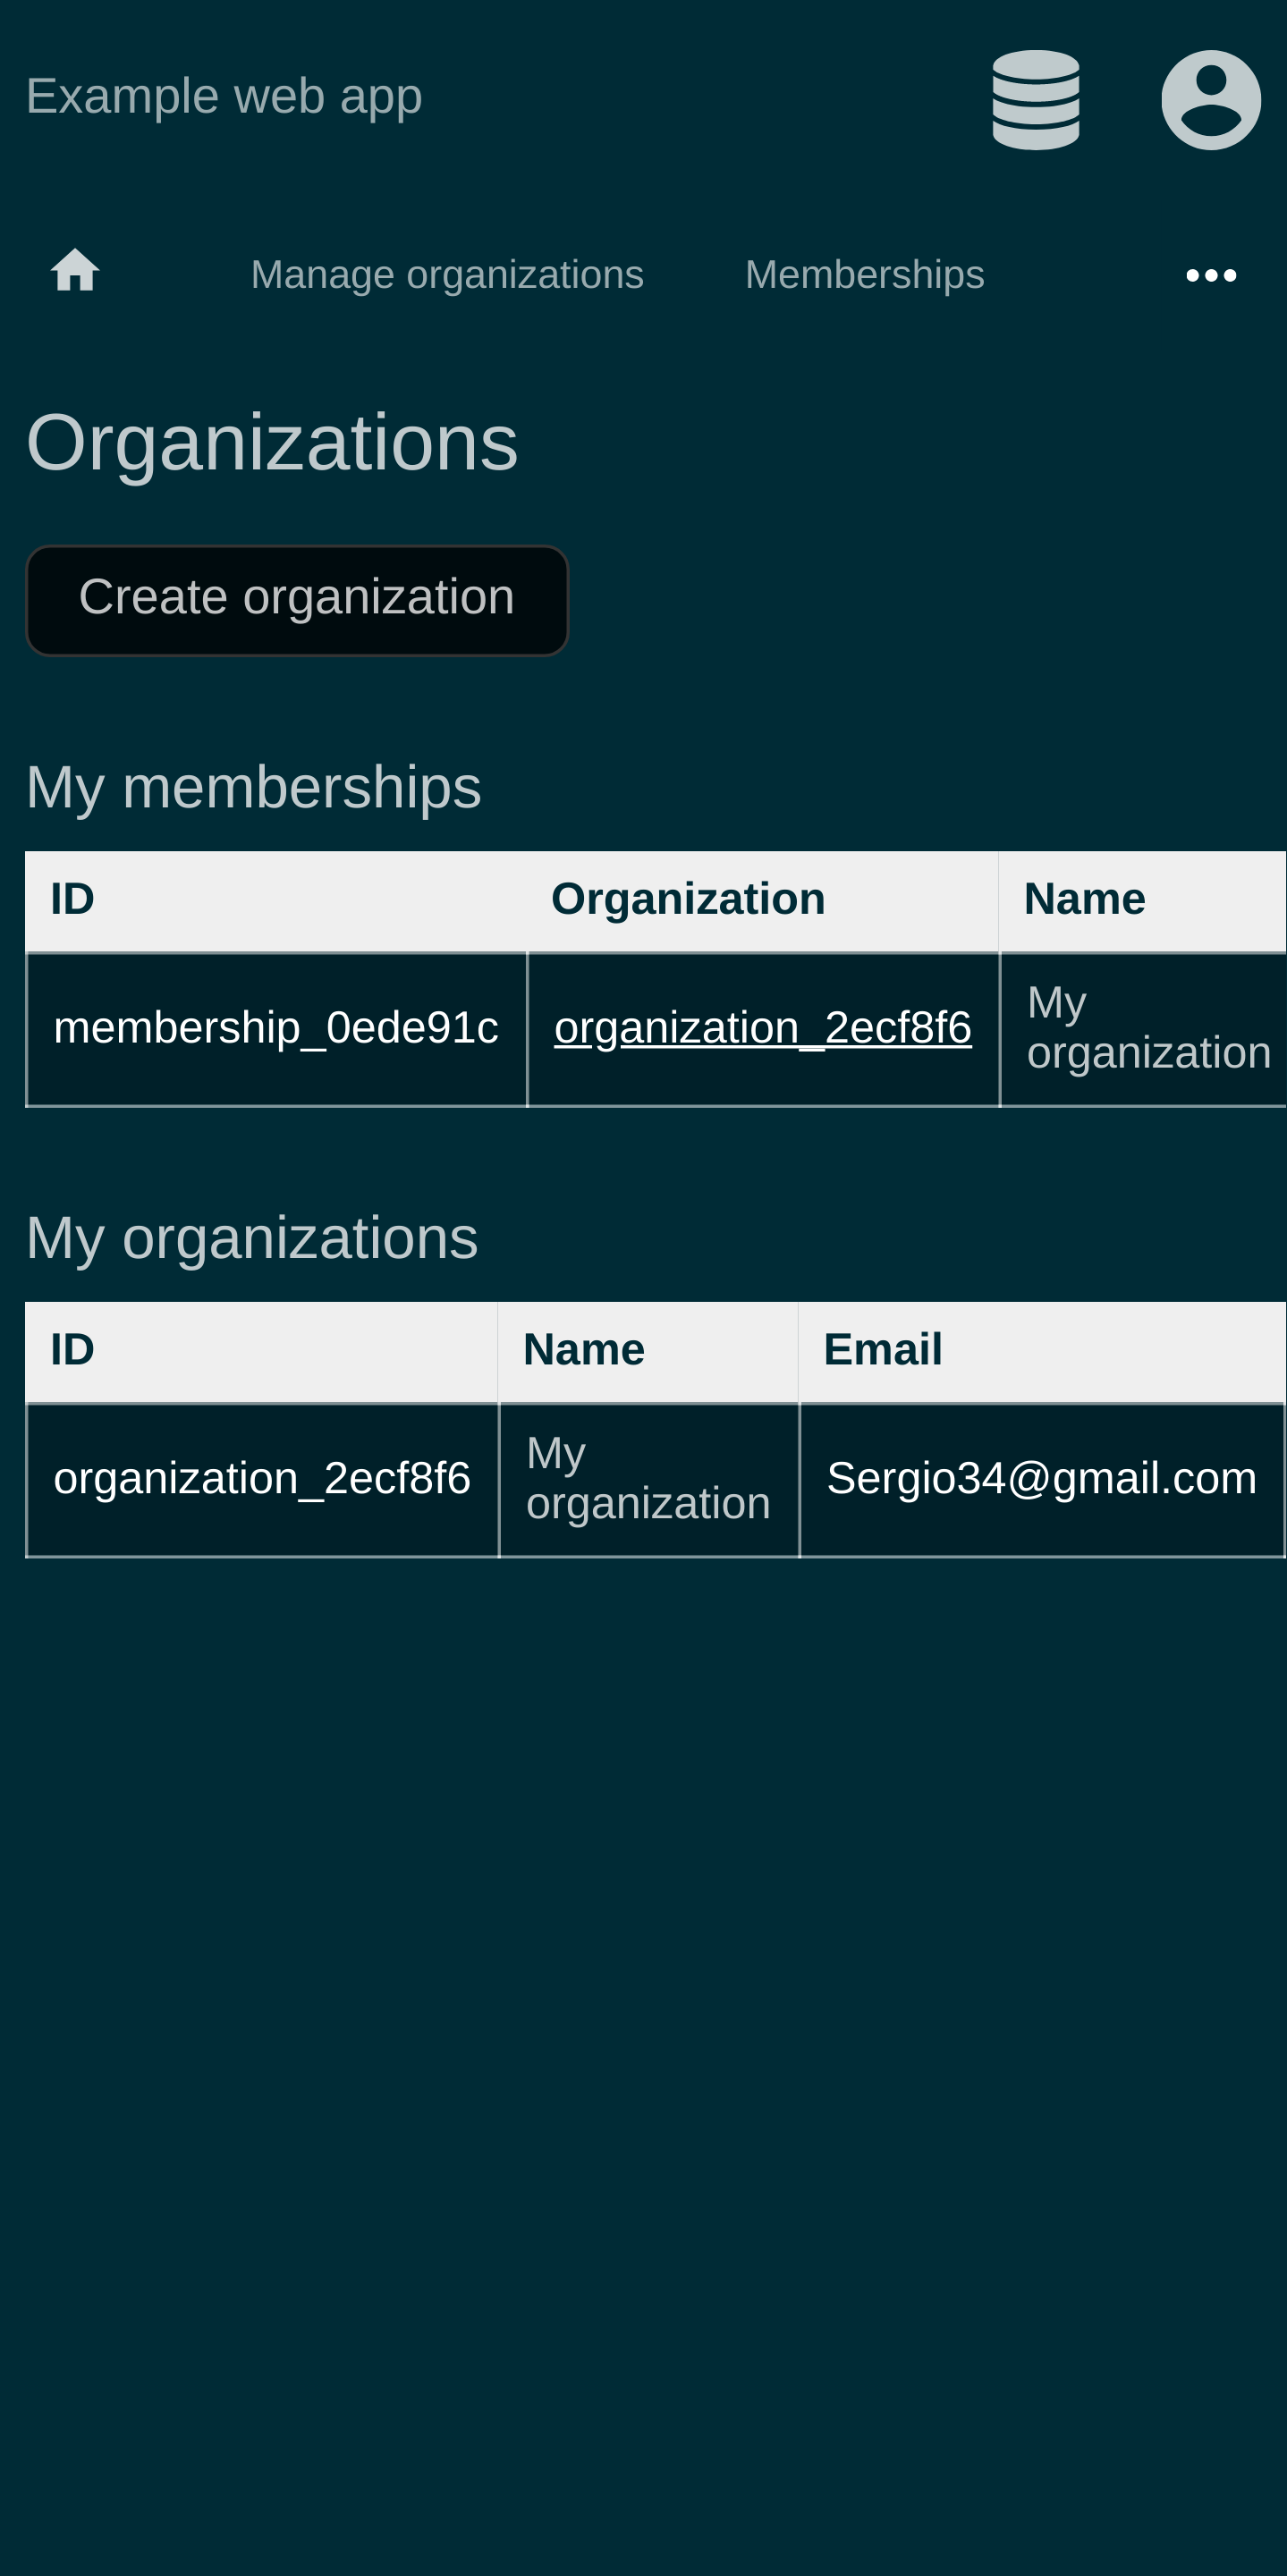 Example web app
Manage organizations Memberships
Organizations
Create organization
My memberships
ID Organization Name
membership_0ede91c organization_2ecf8f6 My organization
My organizations
ID Name Email
organization_2ecf8f6 My organization Sergio34@gmail.com